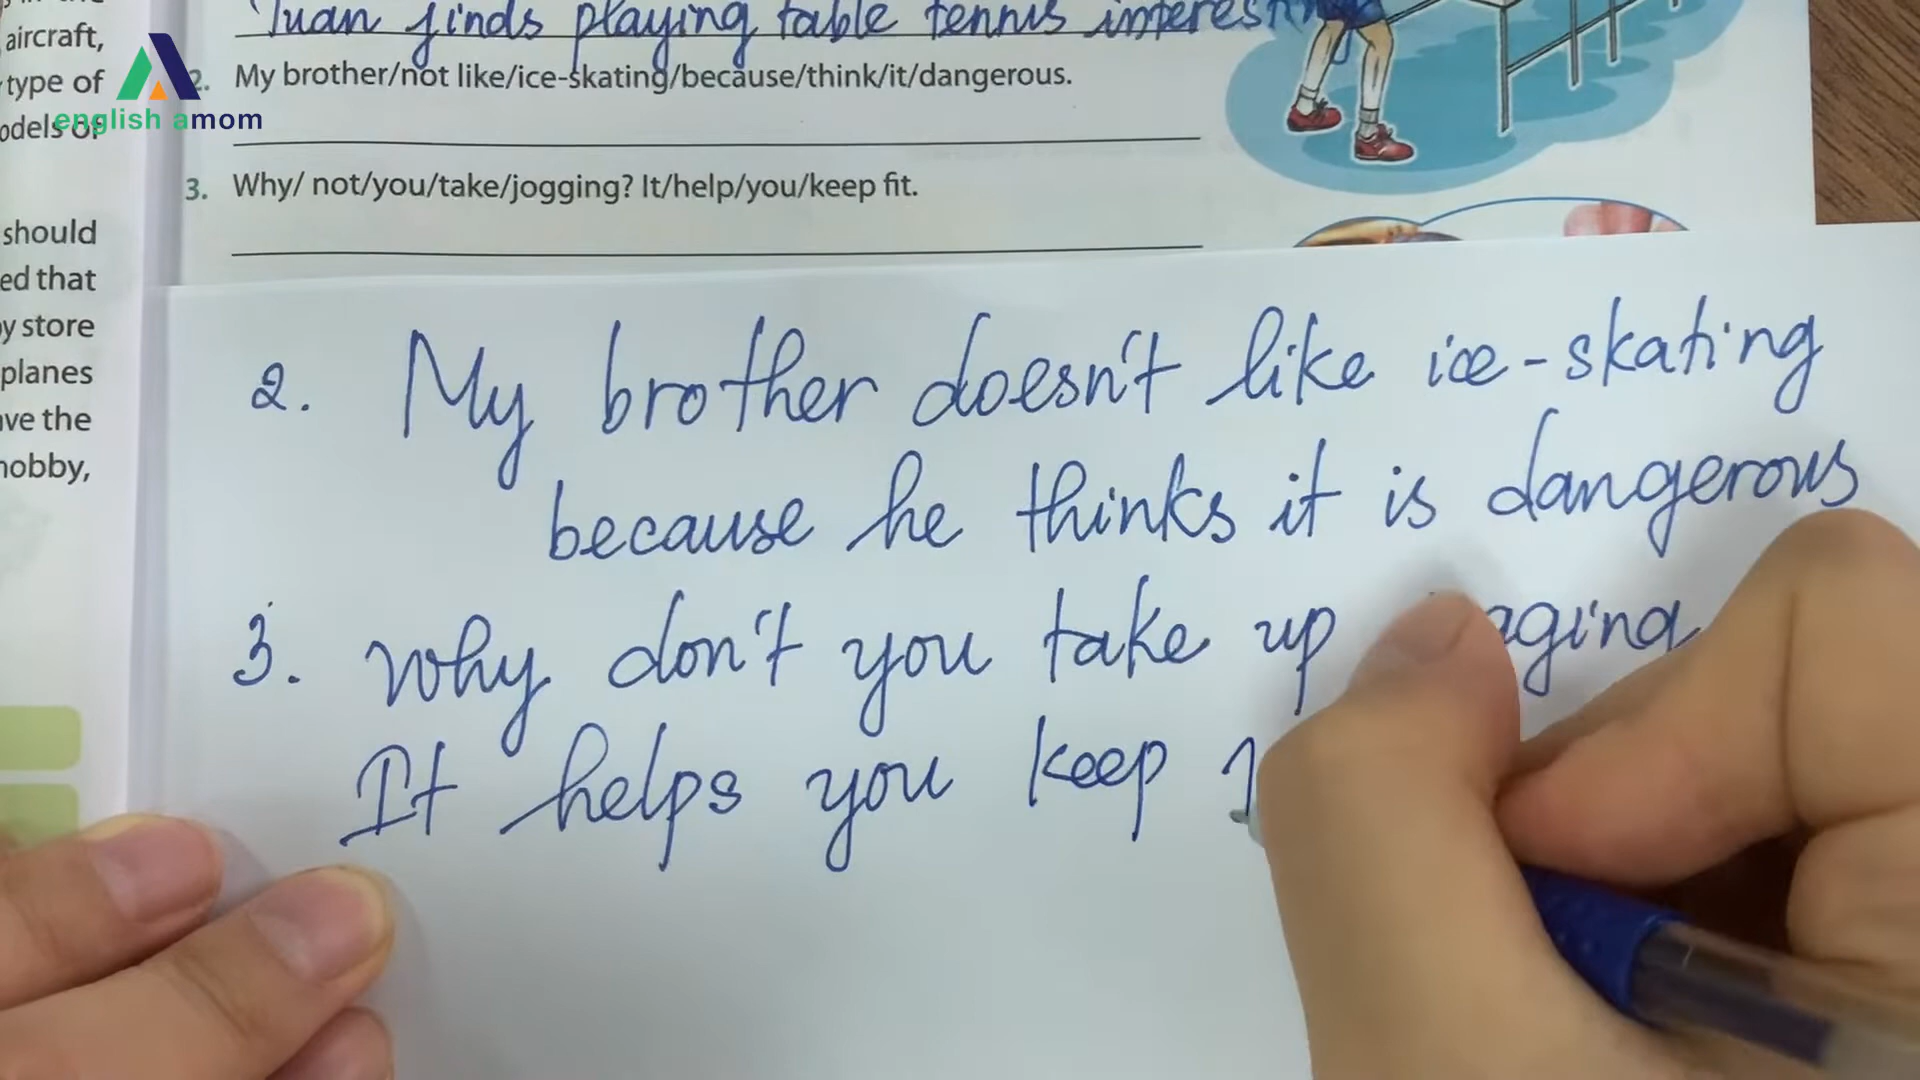 Tuan finds playing table tennis
aircraft,
type of
should
ed that
y store
planes
ve the
hobby,
english amom
2. My brother/not like/ice-skating/because/think/it/dangerous.
3. Why/ not/you/take/jogging? It/help/you/keep fit.
2. My brother doesn't like ice-skating
because he thinks it is dangerous
3. Why don't you take up
It helps you keep